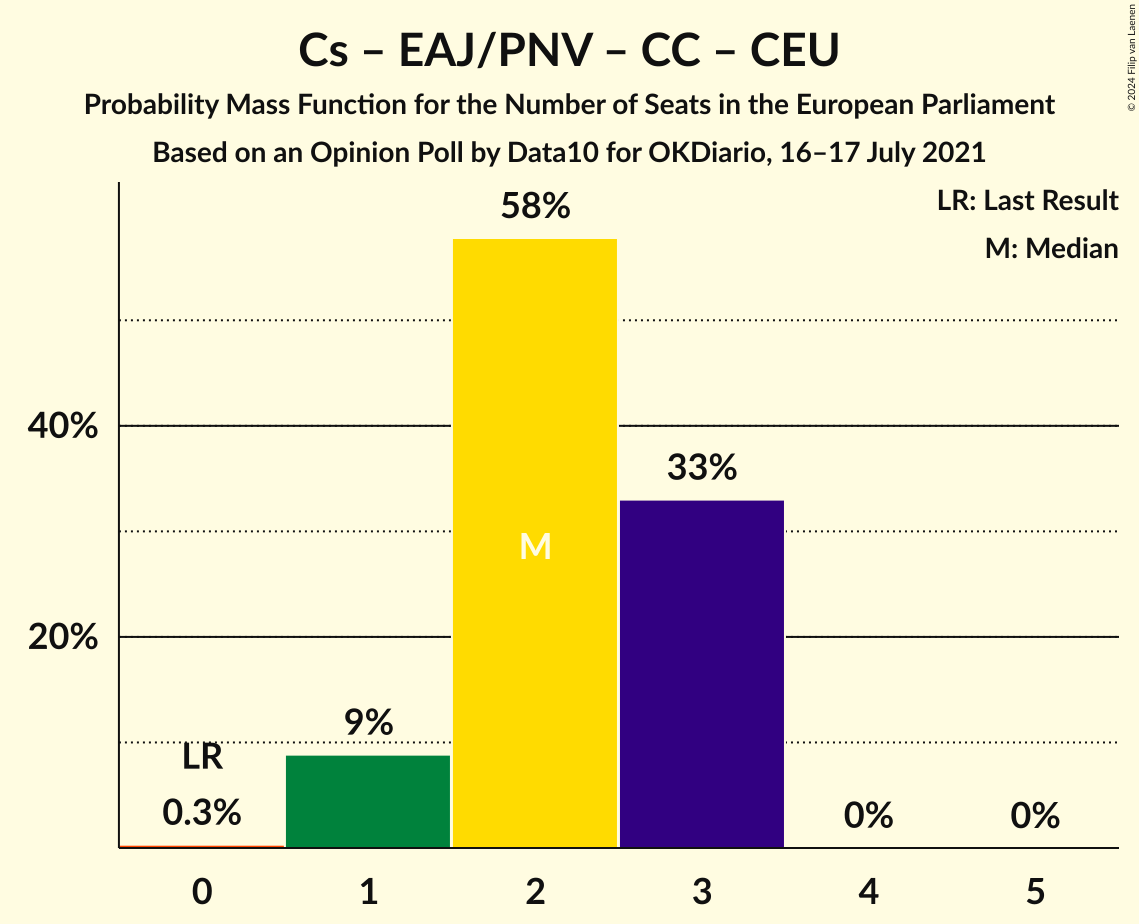 Cs – EAJ/PNV – CC – CEU
Probability Mass Function for the Number of Seats in the European Parliament
Based on an Opinion Poll by Data10 for OKDiario, 16–17 July 2021
© 2024 Filip van Laenen
LR: Last Result
M: Median
58%
40%
33%
M
20%
9%
LR
0.3%
0%
0%
0
1
2
3
4
5